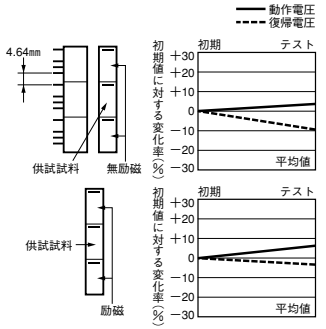 動作電圧
復帰電圧
4.64mm
供試試料
無励磁
初期値に対する変化率(%)
初期
テスト
+30
+20
+10
0
−10
−20
−30
平均値
供試試料
励磁
初期値に対する変化率(%)
初期
テスト
+30
+20
+10
0
−10
−20
−30
平均値